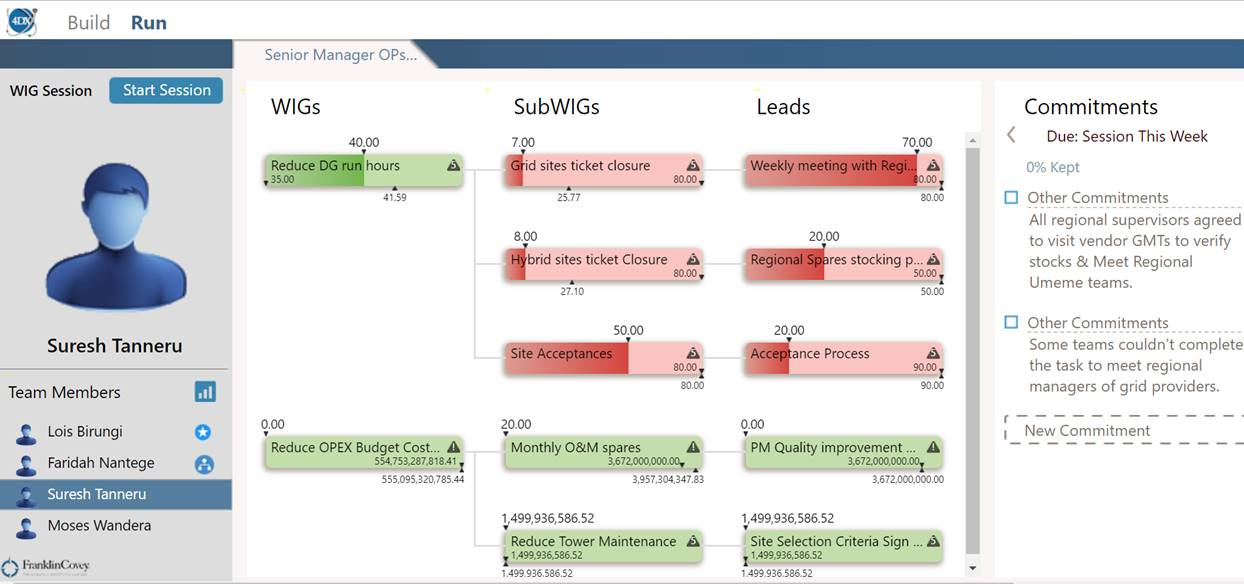 4DX
Build
Run
Senior Manager OPs...
WIG Session
Start Session
Suresh Tanneru
Team Members
Lois Birungi
Faridah Nantege
Suresh Tanneru
Moses Wandera
FranklinCovey
WIGs
SubWIGs
Leads
40.00
Reduce DG run hours
35.00
41.59
7.00
Grid sites ticket closure
80.00
25.77
70.00
Weekly meeting with Regi...
80.00
80.00
8.00
Hybrid sites ticket Closure
80.00
27.10
20.00
Regional Spares stocking p...
50.00
50.00
50.00
Site Acceptances
80.00
80.00
20.00
Acceptance Process
90.00
90.00
0.00
Reduce OPEX Budget Cost...
554,753,287,818.41
555,095,320,785.44
20.00
Monthly O&M spares
3,672,000,000.00
3,957,304,347.83
0.00
PM Quality improvement ...
3,672,000,000.00
3,672,000,000.00
1,499,936,586.52
Reduce Tower Maintenance
1,499,936,586.52
1,499,936,586.52
1,499,936,586.52
Site Selection Criteria Sign ...
1,499,936,586.52
1,499,936,586.52
Commitments
Due: Session This Week
0% Kept
Other Commitments
All regional supervisors agreed
to visit vendor GMTs to verify
stocks & Meet Regional
Umeme teams.
Other Commitments
Some teams couldn't complete
the task to meet regional
managers of grid providers.
New Commitment